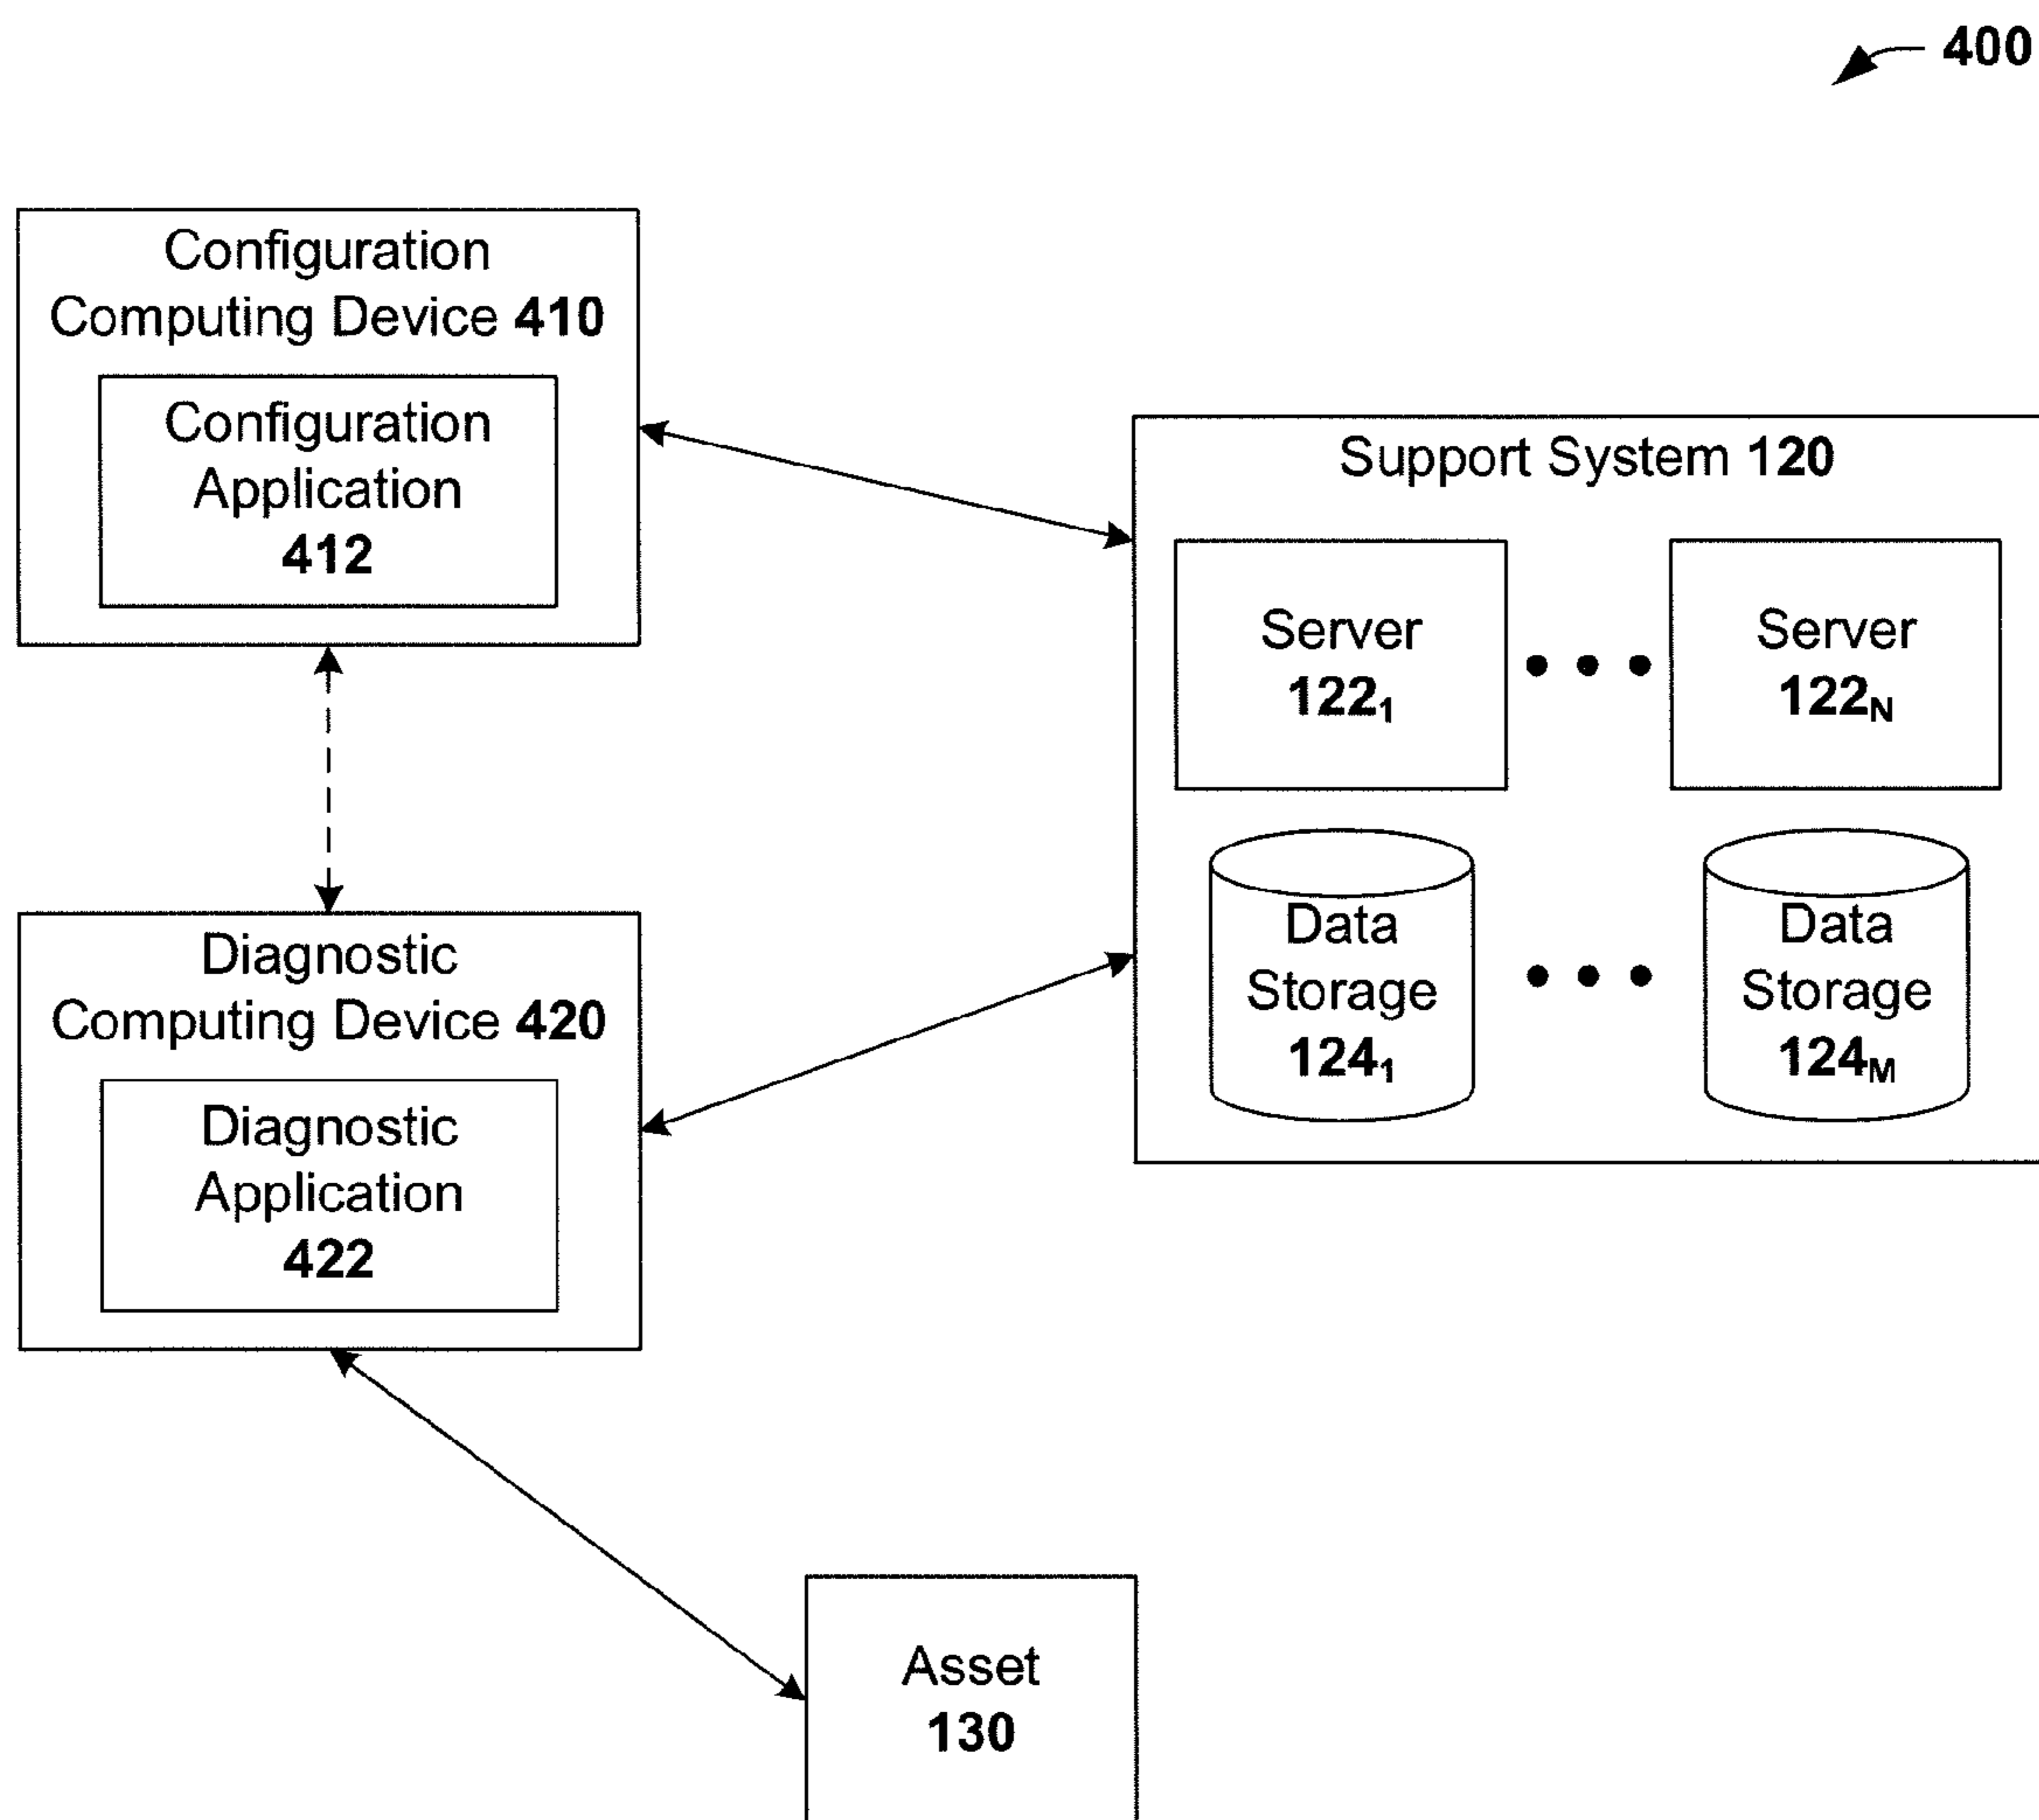 400
Configuration
Computing Device 410
Configuration
Application
412
Support System 120
Server
122₁
Server
122N
Data
Storage
124₁
Data
Storage
124M
Diagnostic
Computing Device 420
Diagnostic
Application
422
Asset
130